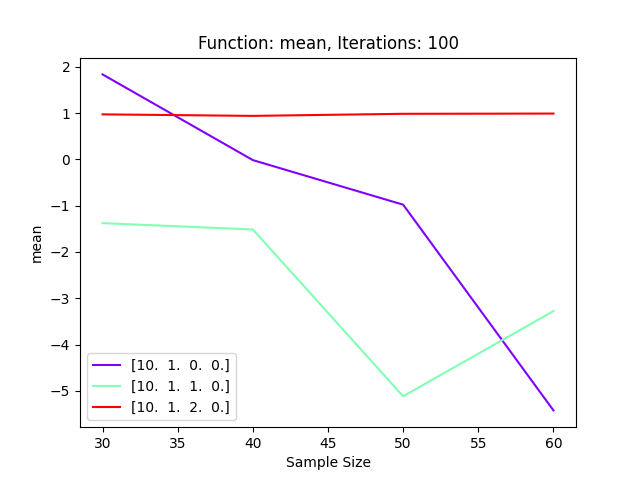 Function: mean, Iterations: 100
2
1
0
−1
−2
−3
−4
−5
mean
[10. 1. 0. 0.]
[10. 1. 1. 0.]
[10. 1. 2. 0.]
30 35 40 45 50 55 60
Sample Size